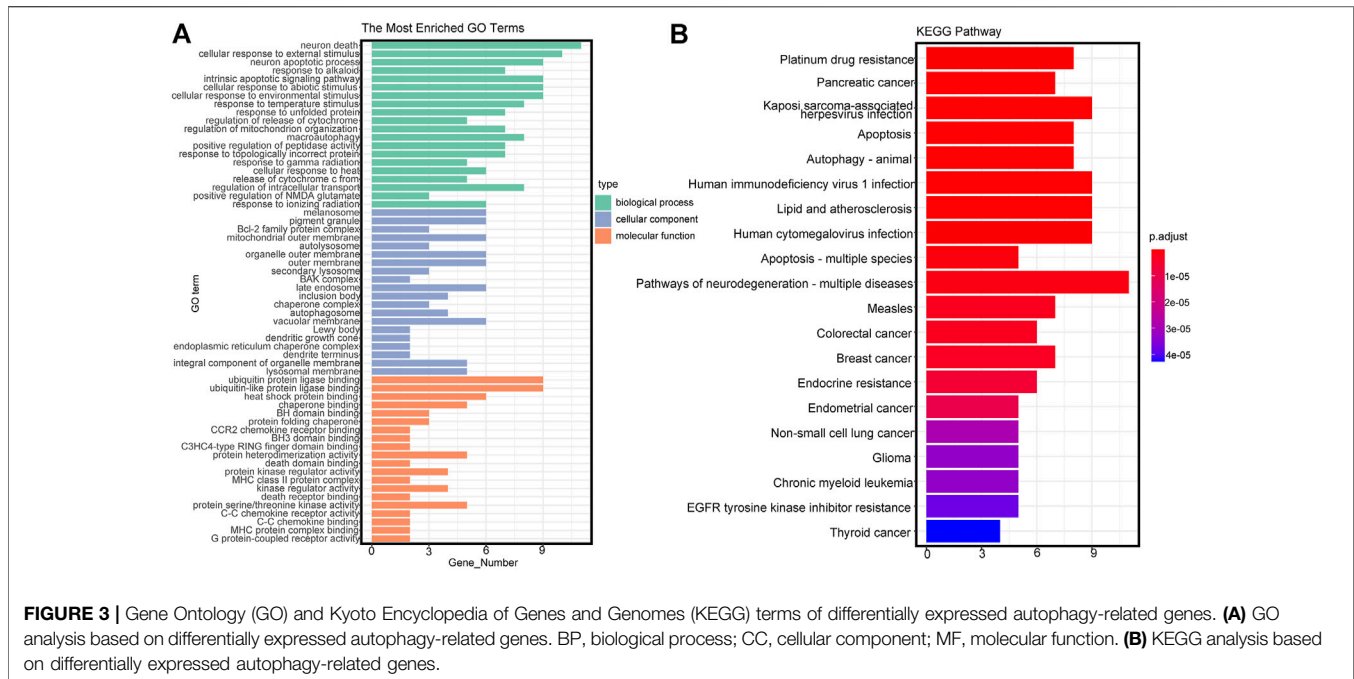 A
The Most Enriched GO Terms
neuron death
cellular response to external stimulus
neuron apoptotic process
response to alkaloid
intrinsic apoptotic signaling pathway
cellular response to abiotic stimulus
cellular response to environmental stimulus
response to temperature stimulus
response to unfolded protein
regulation of release of cytochrome
regulation of mitochondrion organization
macroautophagy
positive regulation of peptidase activity
response to topologically incorrect protein
response to gamma radiation
cellular response to heat
release of cytochrome c from
regulation of intracellular transport
positive regulation of NMDA glutamate
response to ionizing radiation
melanosome
pigment granule
Bcl-2 family protein complex
mitochondrial outer membrane
autolysosome
organelle outer membrane
outer membrane
secondary lysosome
BAK complex
late endosome
inclusion body
chaperone complex
autophagosome
vacuolar membrane
Lewy body
dendritic growth cone
endoplasmic reticulum chaperone complex
dendrite terminus
integral component of organelle membrane
lysosomal membrane
ubiquitin protein ligase binding
ubiquitin-like protein ligase binding
heat shock protein binding
chaperone binding
BH domain binding
protein folding chaperone
CCR2 chemokine receptor binding
BH3 domain binding
C3HC4-type RING finger domain binding
protein heterodimerization activity
death domain binding
protein kinase regulator activity
MHC class II protein complex
kinase regulator activity
death receptor binding
protein serine/threonine kinase activity
C-C chemokine receptor activity
C-C chemokine binding
MHC protein complex binding
G protein-coupled receptor activity
GO term
0 3 6 9
Gene_Number
type
biological process
cellular component
molecular function
B
KEGG Pathway
Platinum drug resistance
Pancreatic cancer
Kaposi sarcoma-associated
herpesvirus infection
Apoptosis
Autophagy - animal
Human immunodeficiency virus 1 infection
Lipid and atherosclerosis
Human cytomegalovirus infection
Apoptosis - multiple species
Pathways of neurodegeneration - multiple diseases
Measles
Colorectal cancer
Breast cancer
Endocrine resistance
Endometrial cancer
Non-small cell lung cancer
Glioma
Chronic myeloid leukemia
EGFR tyrosine kinase inhibitor resistance
Thyroid cancer
0 3 6 9
p.adjust
1e-05
2e-05
3e-05
4e-05
FIGURE 3 | Gene Ontology (GO) and Kyoto Encyclopedia of Genes and Genomes (KEGG) terms of differentially expressed autophagy-related genes. (A) GO
analysis based on differentially expressed autophagy-related genes. BP, biological process; CC, cellular component; MF, molecular function. (B) KEGG analysis based
on differentially expressed autophagy-related genes.